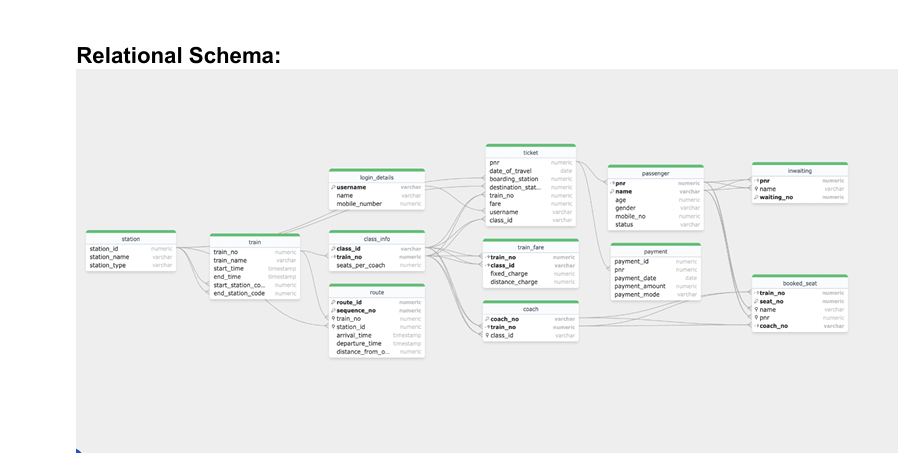 Relational Schema:
station
station_id numeric
station_name varchar
station_type varchar
train
train_no numeric
train_name varchar
start_time timestamp
end_time timestamp
start_station_co... numeric
end_station_code numeric
login_details
username varchar
name varchar
mobile_number numeric
class_info
class_id varchar
train_no numeric
seats_per_coach numeric
route
route_id numeric
sequence_no numeric
train_no numeric
station_id numeric
arrival_time timestamp
departure_time timestamp
distance_from_o... numeric
ticket
pnr numeric
date_of_travel date
boarding_station numeric
destination_stat... numeric
train_no numeric
fare numeric
username varchar
class_id varchar
train_fare
train_no numeric
class_id varchar
fixed_charge numeric
distance_charge numeric
coach
coach_no varchar
train_no numeric
class_id varchar
passenger
pnr numeric
name varchar
age numeric
gender varchar
mobile_no numeric
status varchar
payment
payment_id numeric
pnr numeric
payment_date date
payment_amount numeric
payment_mode varchar
inwaiting
pnr numeric
name varchar
waiting_no numeric
booked_seat
train_no numeric
seat_no numeric
name varchar
pnr numeric
coach_no varchar